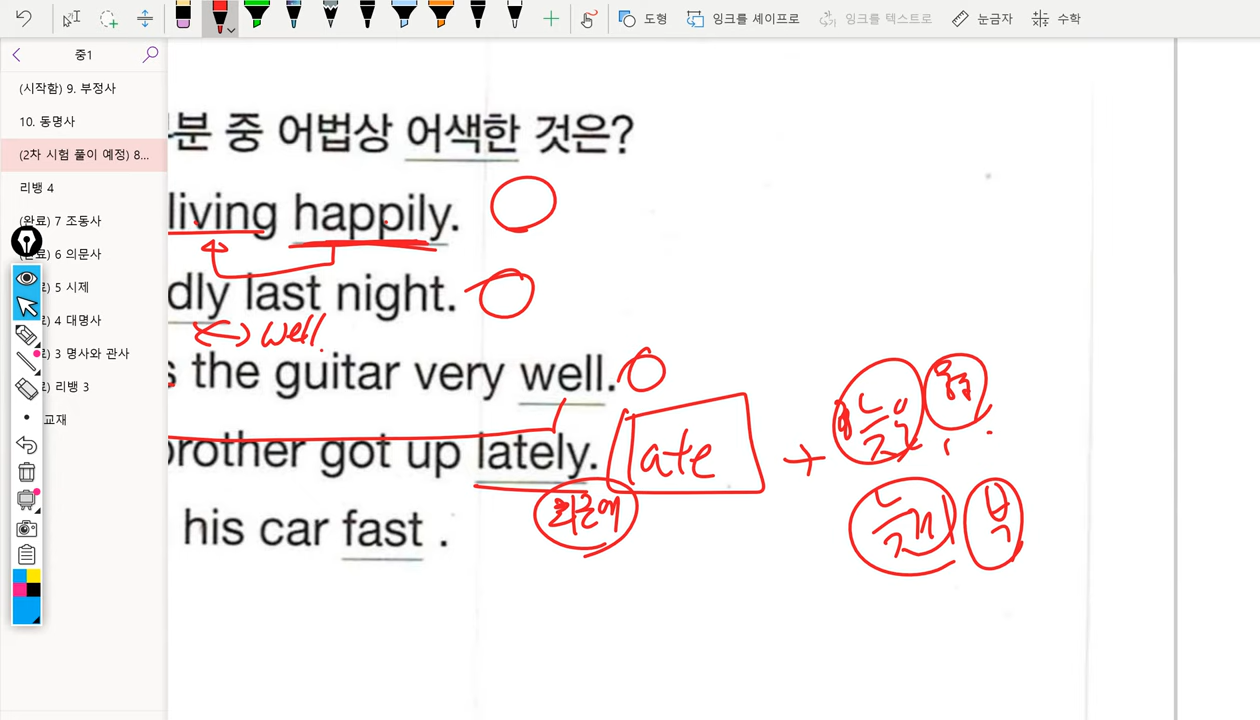 도형
잉크를 셰이프로
잉크를 텍스트로
눈금자
수학
중1
(시작함) 9. 부정사
10. 동명사
(2차 시험 풀이 예정) 8...
리뱅 4
(완료) 7 조동사
6 의문사
) 5 시제
) 4 대명사
) 3 명사와 관사
) 리뱅 3
교재
분 중 어법상 어색한 것은?
living happily.
dly last night.
well
s the guitar very well.
brother got up lately. late + 늦은 형
최근에 늦게 부
his car fast .